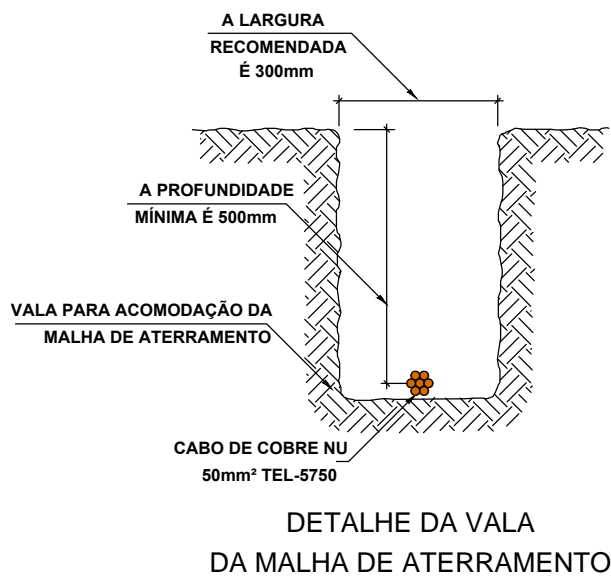 A LARGURA
RECOMENDADA
É 300mm
A PROFUNDIDADE
MÍNIMA É 500mm
VALA PARA ACOMODAÇÃO DA
MALHA DE ATERRAMENTO
CABO DE COBRE NU
50mm² TEL-5750
DETALHE DA VALA
DA MALHA DE ATERRAMENTO